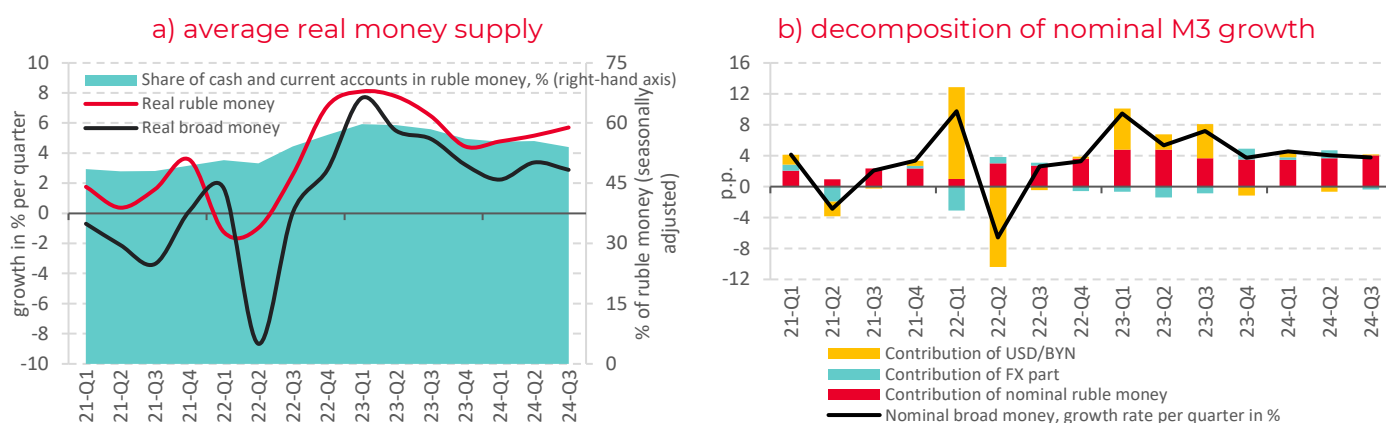 a) average real money supply
10
8
6
4
2
0
-2
-4
-6
-8
-10
growth in % per quarter
Share of cash and current accounts in ruble money, % (right-hand axis)
Real ruble money
Real broad money
75
60
45
30
15
0
% of ruble money (seasonally
adjusted)
21-Q1
21-Q2
21-Q3
21-Q4
22-Q1
22-Q2
22-Q3
22-Q4
23-Q1
23-Q2
23-Q3
23-Q4
24-Q1
24-Q2
24-Q3
b) decomposition of nominal M3 growth
16
12
8
4
0
-4
-8
-12
p.p.
21-Q1
21-Q2
21-Q3
21-Q4
22-Q1
22-Q2
22-Q3
22-Q4
23-Q1
23-Q2
23-Q3
23-Q4
24-Q1
24-Q2
24-Q3
Contribution of USD/BYN
Contribution of FX part
Contribution of nominal ruble money
Nominal broad money, growth rate per quarter in %